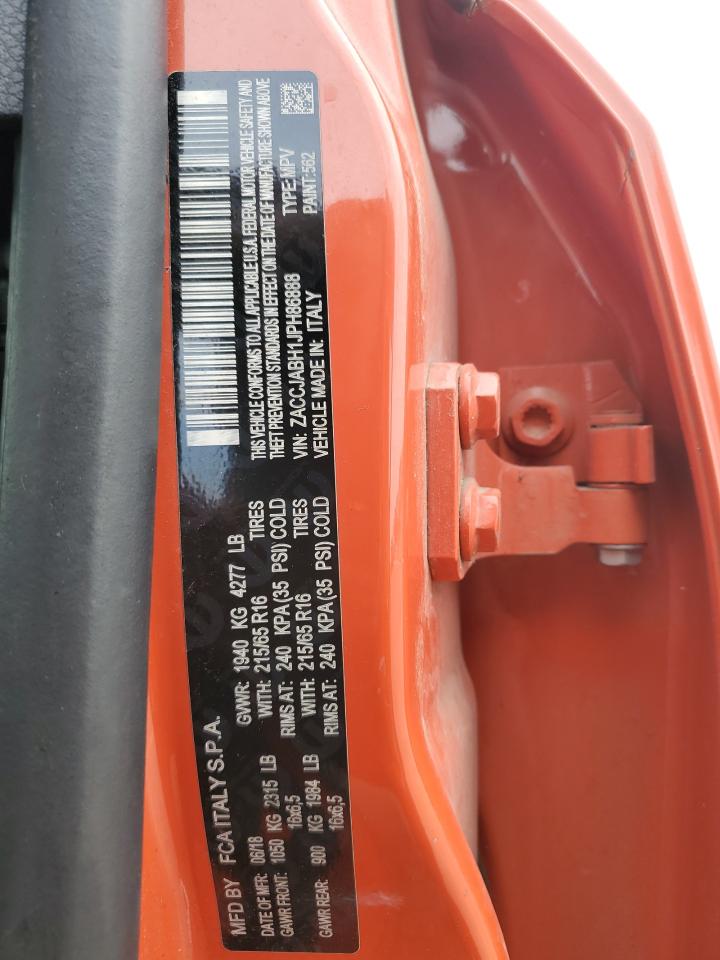 MFD BY FCA ITALY S.P.A.
DATE OF MFR: 06/18 GVWR: 1940 KG 4277 LB
GAWR FRONT: 1050 KG 2315 LB WITH: 215/65 R16 TIRES
16x6,5 RIMS AT: 240 KPA(35 PSI) COLD
GAWR REAR: 900 KG 1984 LB WITH: 215/65 R16 TIRES
16x6,5 RIMS AT: 240 KPA(35 PSI) COLD
THIS VEHICLE CONFORMS TO ALL APPLICABLE U.S.A. FEDERAL MOTOR VEHICLE SAFETY AND
THEFT PREVENTION STANDARDS IN EFFECT ON THE DATE OF MANUFACTURE SHOWN ABOVE
VIN: ZACCJABH1JPH86888 TYPE:MPV
VEHICLE MADE IN: ITALY PAINT:562